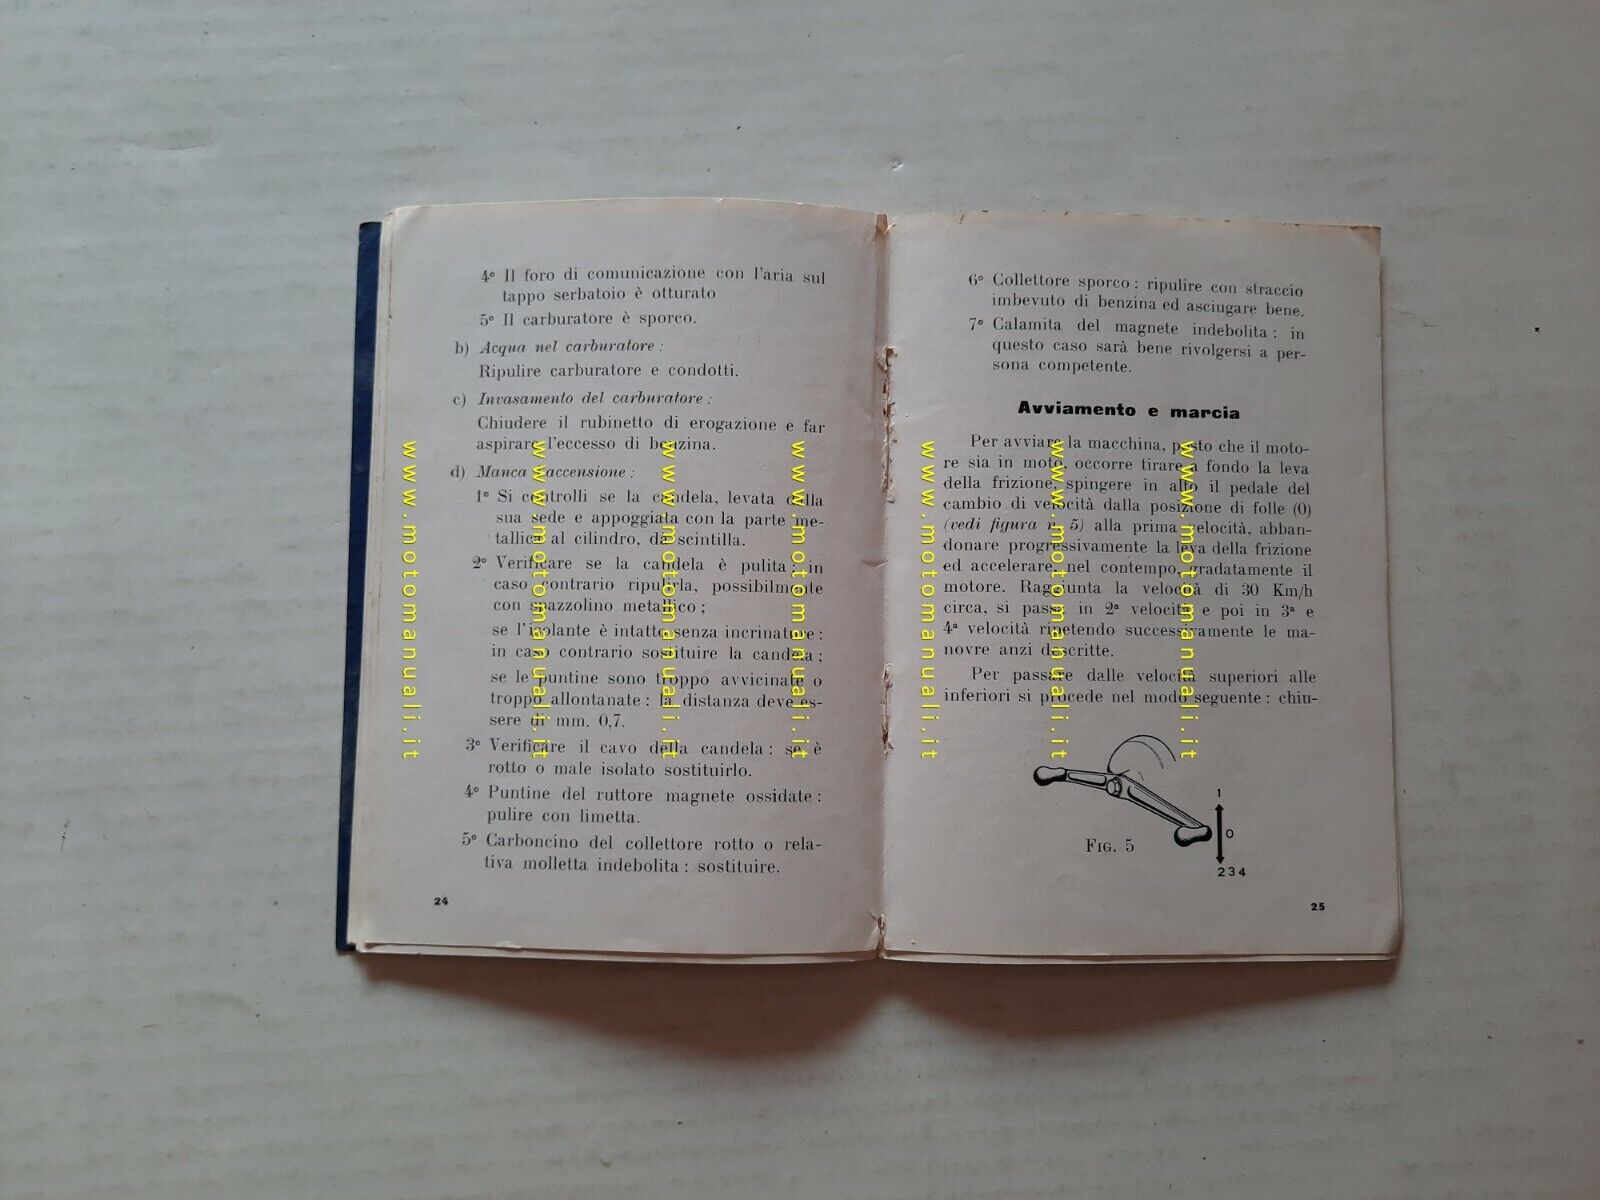 4° Il foro di comunicazione con l'aria sul
tappo serbatoio è otturato
5° Il carburatore è sporco.
b) Acqua nel carburatore :
Ripulire carburatore e condotti.
c) Invasamento del carburatore :
Chiudere il rubinetto di erogazione e far
aspirare l'eccesso di benzina.
d) Manca accensione :
1° Si controlli se la candela, levata dalla
sua sede e appoggiata con la parte me-
tallica al cilindro, dà scintilla.
2° Verificare se la candela è pulita : in
caso contrario ripulirla, possibilmente
con spazzolino metallico ;
se l'isolante è intatto senza incrinature :
in caso contrario sostituire la candela ;
se le puntine sono troppo avvicinate o
troppo allontanate : la distanza deve es-
sere di mm. 0,7.
3° Verificare il cavo della candela : se è
rotto o male isolato sostituirlo.
4° Puntine del ruttore magnete ossidate :
pulire con limetta.
5° Carboncino del collettore rotto o rela-
tiva molletta indebolita : sostituire.
24
6° Collettore sporco : ripulire con straccio
imbevuto di benzina ed asciugare bene.
7° Calamita del magnete indebolita : in
questo caso sarà bene rivolgersi a per-
sona competente.
Avviamento e marcia
Per avviare la macchina, posto che il moto-
re sia in moto, occorre tirare a fondo la leva
della frizione, spingere in alto il pedale del
cambio di velocità dalla posizione di folle (0)
(vedi figura n. 5) alla prima velocità, abban-
donare progressivamente la leva della frizione
ed accelerare, nel contempo, gradatamente il
motore. Raggiunta la velocità di 30 Km/h
circa, si passa in 2ª velocità e poi in 3ª e
4ª velocità ripetendo successivamente le ma-
novre anzi descritte.
Per passare dalle velocità superiori alle
inferiori si procede nel modo seguente : chiu-
1
0
2 3 4
FIG. 5
25
www.motomanuali.it
www.motomanuali.it
www.motomanuali.it
www.motomanuali.it
www.motomanuali.it
www.motomanuali.it
www.motomanuali.it